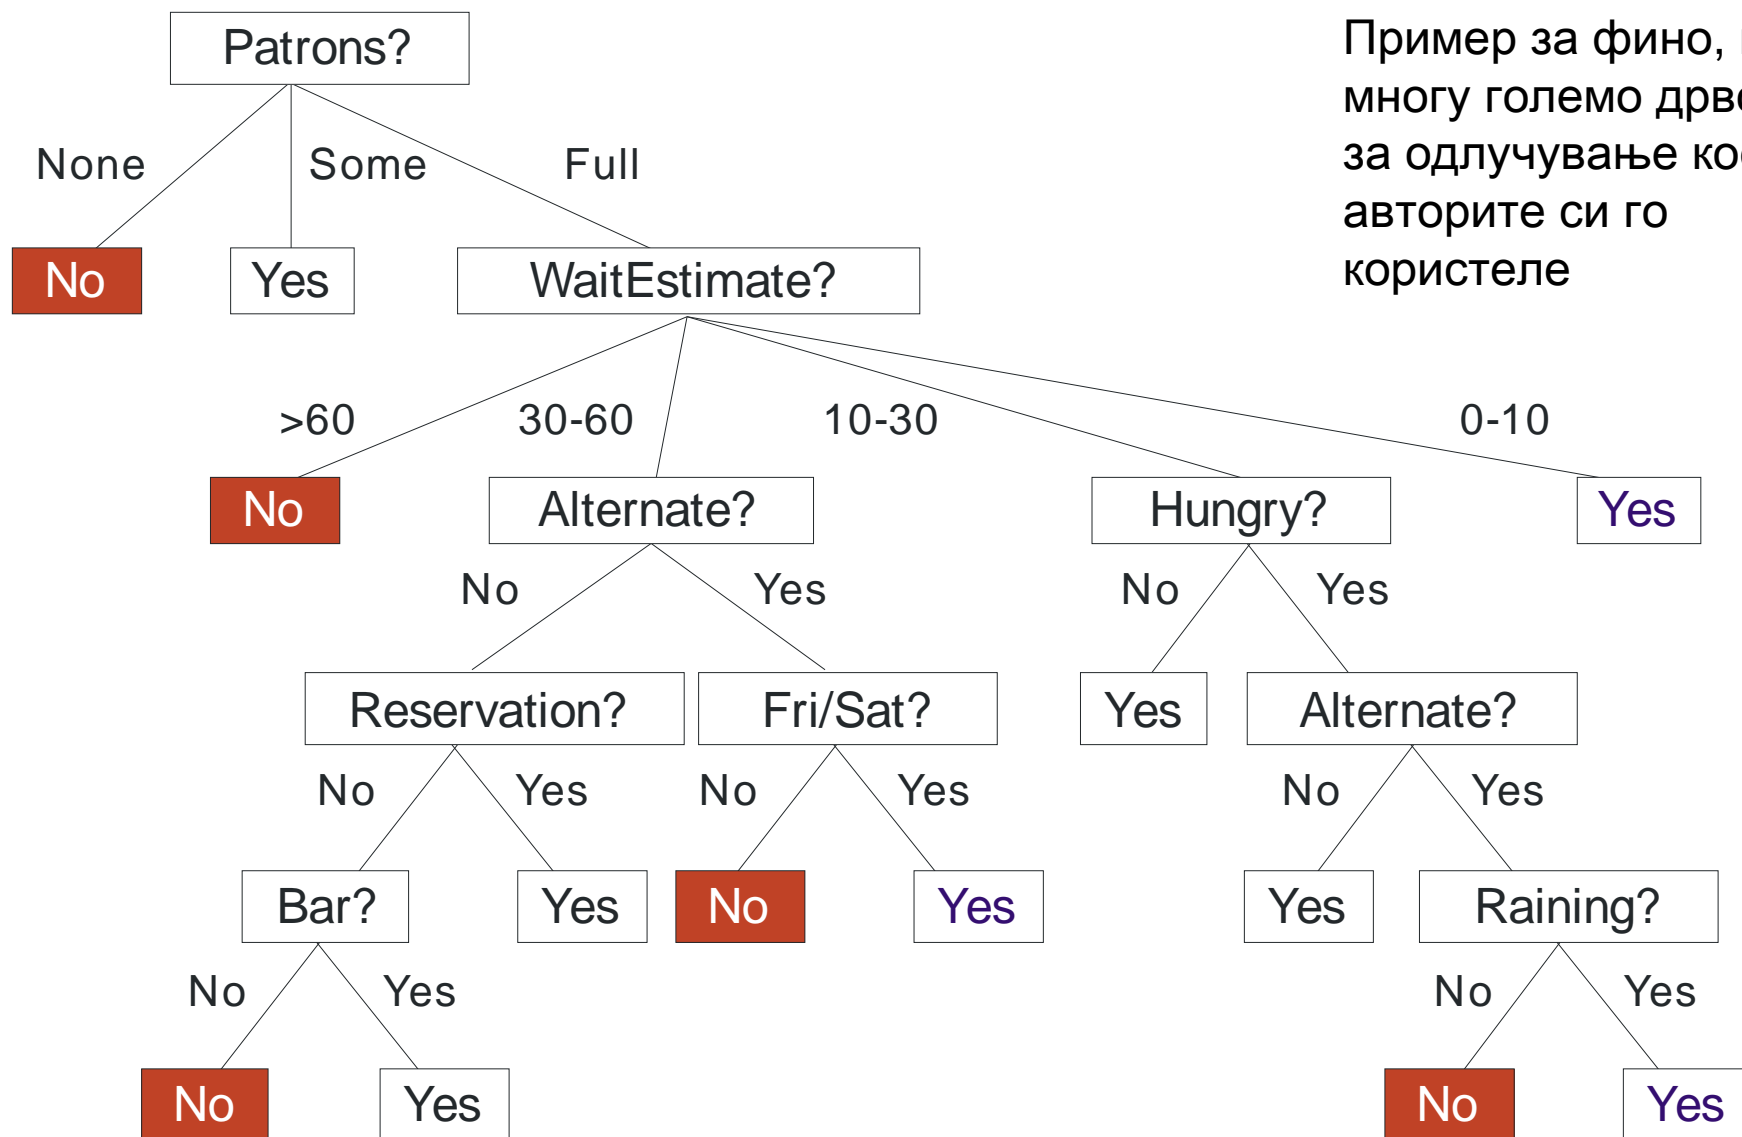 Patrons?
Пример за фино,
многу големо
за одлучување
авторите си го
користеле
None Some Full
No Yes WaitEstimate?
>60 30-60 10-30 0-10
No Alternate? Hungry? Yes
No Yes No Yes
Reservation? Fri/Sat? Yes Alternate?
No Yes No Yes No Yes
Bar? Yes No Yes Yes Raining?
No Yes No Yes
No Yes No Yes